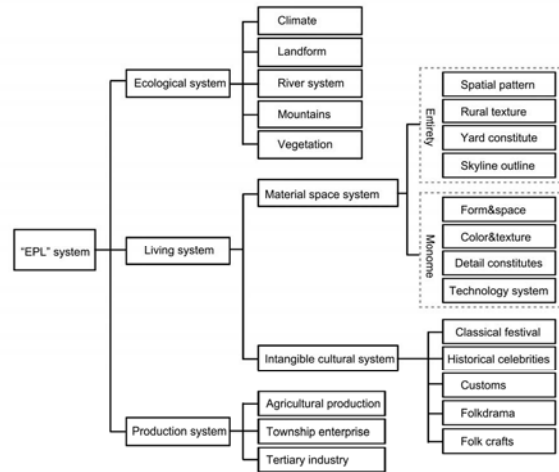 "EPL" system
Ecological system
Climate
Landform
River system
Mountains
Vegetation
Living system
Material space system
Entirety
Spatial pattern
Rural texture
Yard constitute
Skyline outline
Monome
Form&space
Color&texture
Detail constitutes
Technology system
Intangible cultural system
Classical festival
Historical celebrities
Customs
Folkdrama
Folk crafts
Production system
Agricultural production
Township enterprise
Tertiary industry